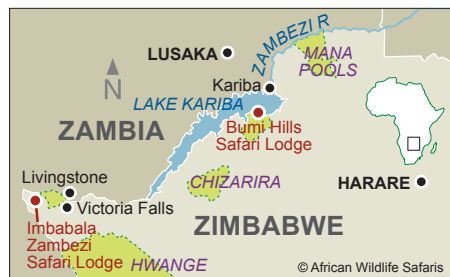 LUSAKA
ZAMBEZI R
MANA
POOLS
N
Kariba
LAKE KARIBA
ZAMBIA
Bumi Hills
Safari Lodge
Livingstone
CHIZARIRA
HARARE
Victoria Falls
ZIMBABWE
Imbabala
Zambezi
Safari Lodge
HWANGE
© African Wildlife Safaris